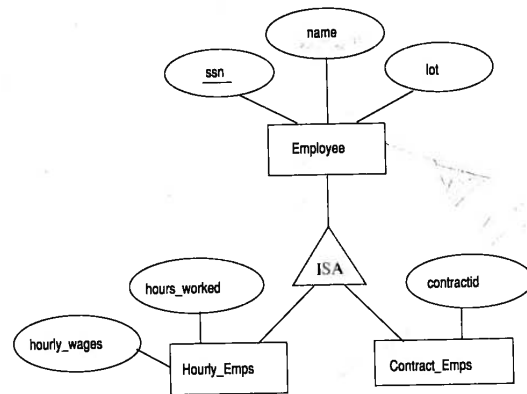 name
ssn
lot
Employee
ISA
hours_worked
contractid
hourly_wages
Hourly_Emps
Contract_Emps